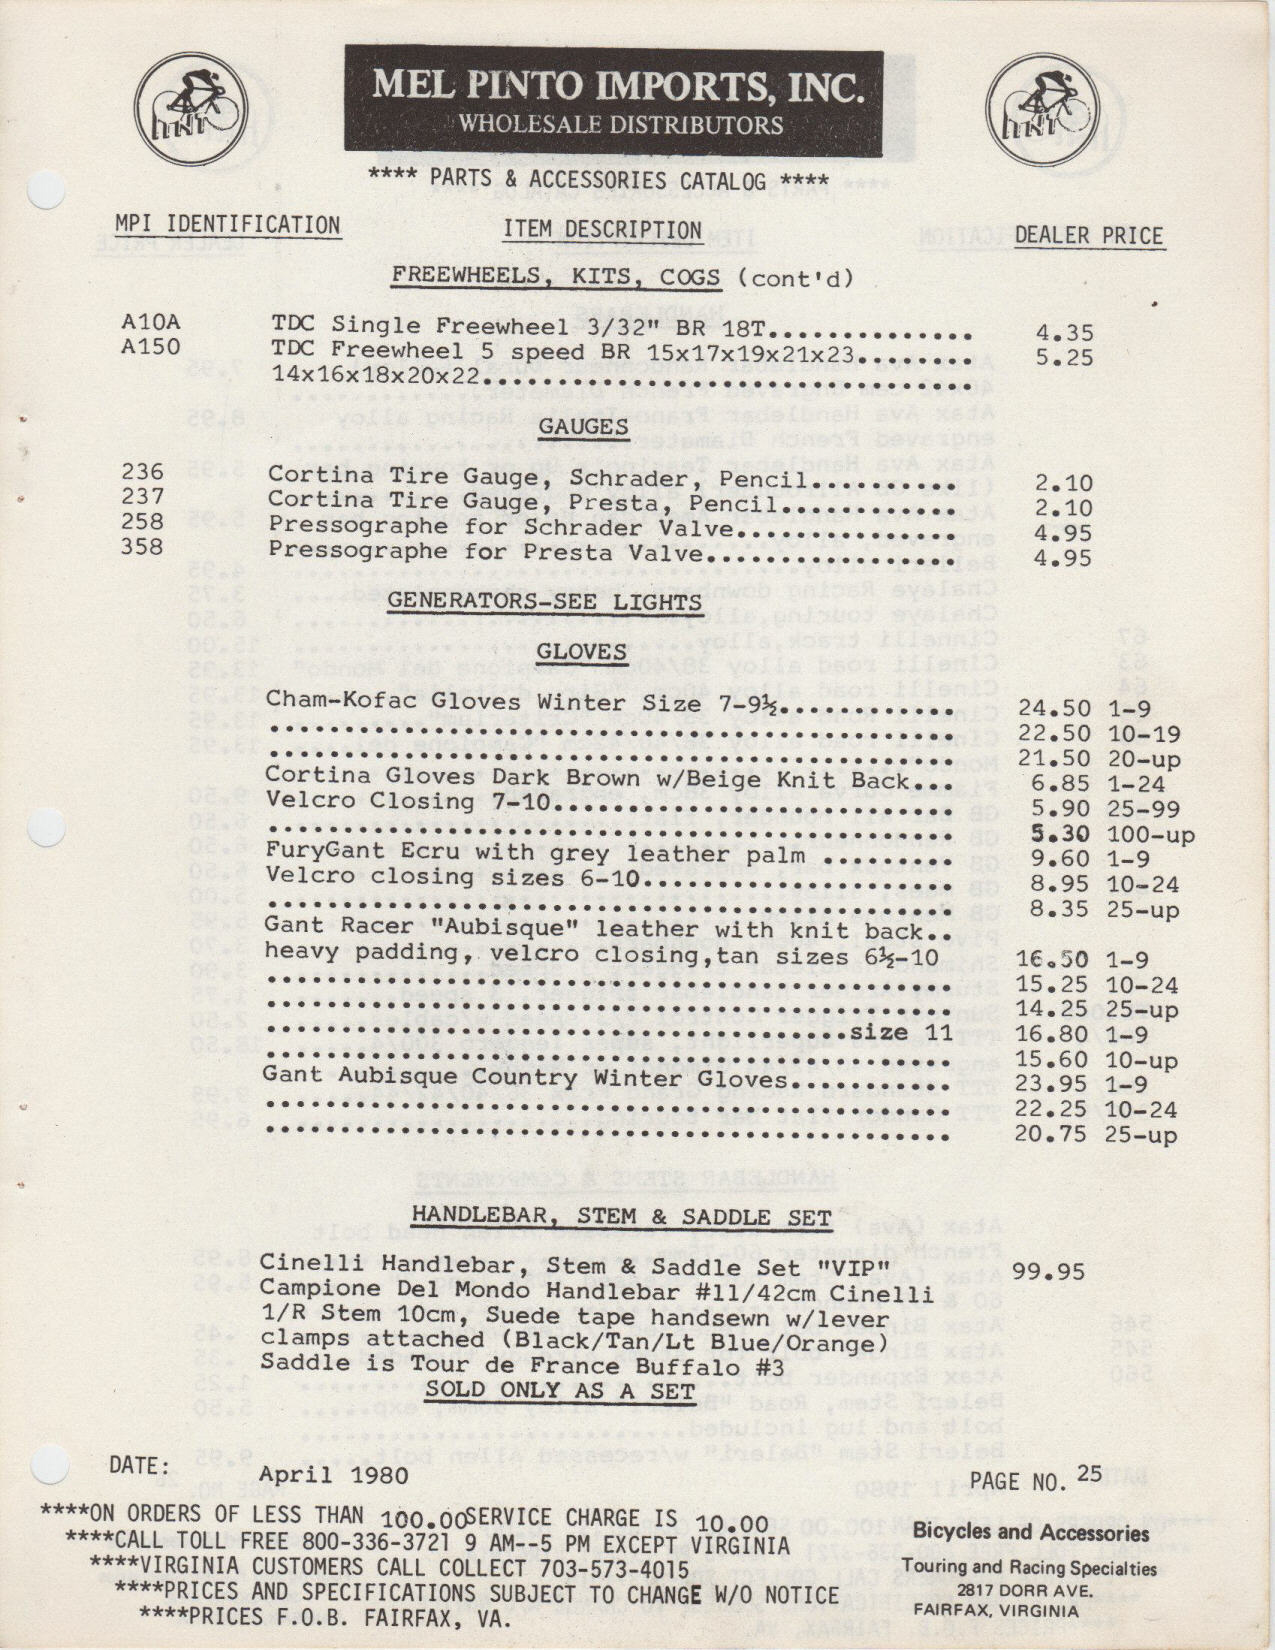 MEL PINTO IMPORTS, INC.
WHOLESALE DISTRIBUTORS
**** PARTS & ACCESSORIES CATALOG ****
MPI IDENTIFICATION ITEM DESCRIPTION DEALER PRICE
FREEWHEELS, KITS, COGS (cont'd)
A10A TDC Single Freewheel 3/32" BR 18T.............. 4.35
A150 TDC Freewheel 5 speed BR 15x17x19x21x23........ 5.25
14x16x18x20x22.................................
GAUGES
236 Cortina Tire Gauge, Schrader, Pencil.......... 2.10
237 Cortina Tire Gauge, Presta, Pencil............ 2.10
258 Pressographe for Schrader Valve............... 4.95
358 Pressographe for Presta Valve................. 4.95
GENERATORS-SEE LIGHTS
GLOVES
Cham-Kofac Gloves Winter Size 7-9½............ 24.50 1-9
.............................................. 22.50 10-19
.............................................. 21.50 20-up
Cortina Gloves Dark Brown w/Beige Knit Back... 6.85 1-24
Velcro Closing 7-10........................... 5.90 25-99
.............................................. 5.30 100-up
FuryGant Ecru with grey leather palm ......... 9.60 1-9
Velcro closing sizes 6-10..................... 8.95 10-24
.............................................. 8.35 25-up
Gant Racer "Aubisque" leather with knit back..
heavy padding, velcro closing,tan sizes 6½-10 16.50 1-9
.............................................. 15.25 10-24
.............................................. 14.25 25-up
.......................................size 11 16.80 1-9
.............................................. 15.60 10-up
Gant Aubisque Country Winter Gloves........... 23.95 1-9
.............................................. 22.25 10-24
.............................................. 20.75 25-up
HANDLEBAR, STEM & SADDLE SET
Cinelli Handlebar, Stem & Saddle Set "VIP" 99.95
Campione Del Mondo Handlebar #11/42cm Cinelli
1/R Stem 10cm, Suede tape handsewn w/lever
clamps attached (Black/Tan/Lt Blue/Orange)
Saddle is Tour de France Buffalo #3
SOLD ONLY AS A SET
DATE: April 1980 PAGE NO. 25
****ON ORDERS OF LESS THAN 100.00SERVICE CHARGE IS 10.00
****CALL TOLL FREE 800-336-3721 9 AM--5 PM EXCEPT VIRGINIA
****VIRGINIA CUSTOMERS CALL COLLECT 703-573-4015
****PRICES AND SPECIFICATIONS SUBJECT TO CHANGE W/O NOTICE
****PRICES F.O.B. FAIRFAX, VA.
Bicycles and Accessories
Touring and Racing Specialties
2817 DORR AVE.
FAIRFAX, VIRGINIA